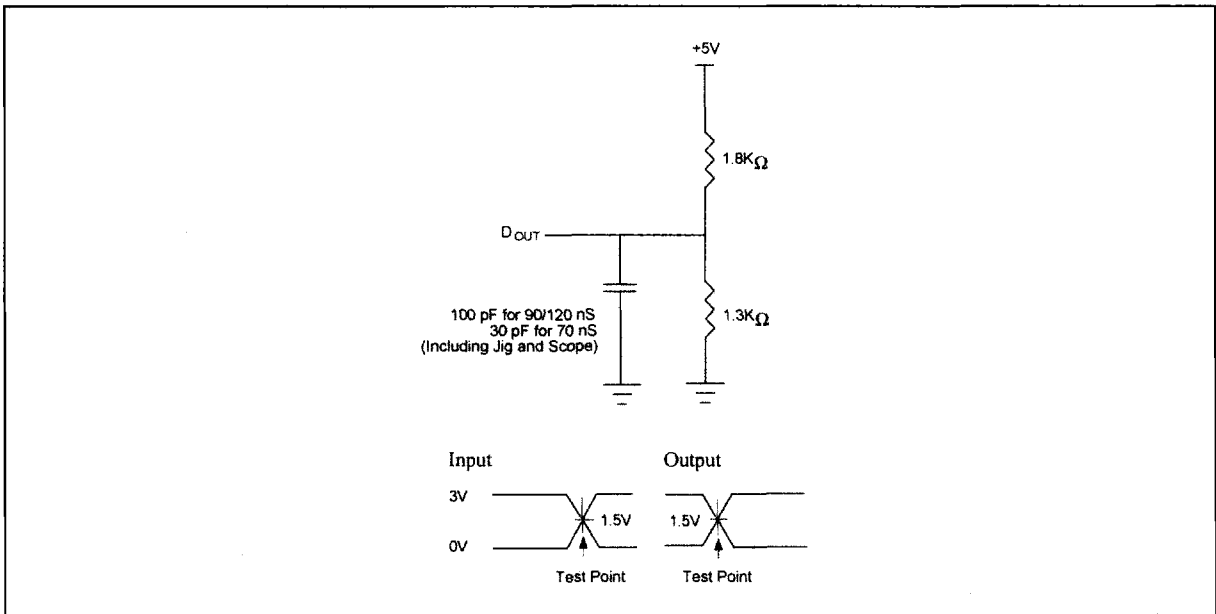 +5V
1.8KΩ
D OUT
100 pF for 90/120 nS
30 pF for 70 nS
(Including Jig and Scope)
1.3KΩ
Input Output
3V
1.5V 1.5V
0V
Test Point Test Point